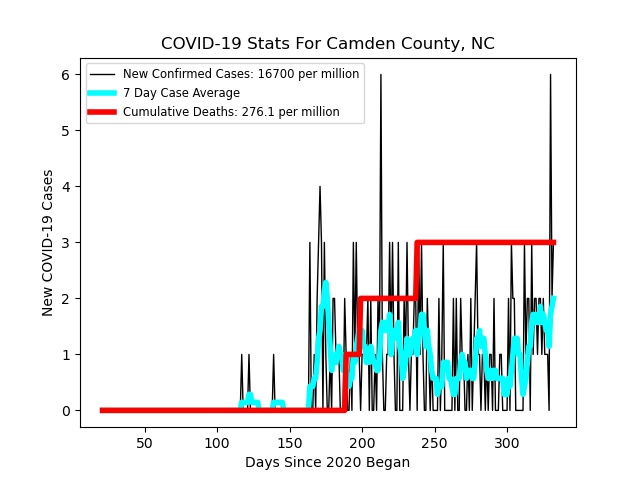 COVID-19 Stats For Camden County, NC
New Confirmed Cases: 16700 per million
7 Day Case Average
Cumulative Deaths: 276.1 per million
New COVID-19 Cases
6
5
4
3
2
1
0
50 100 150 200 250 300
Days Since 2020 Began